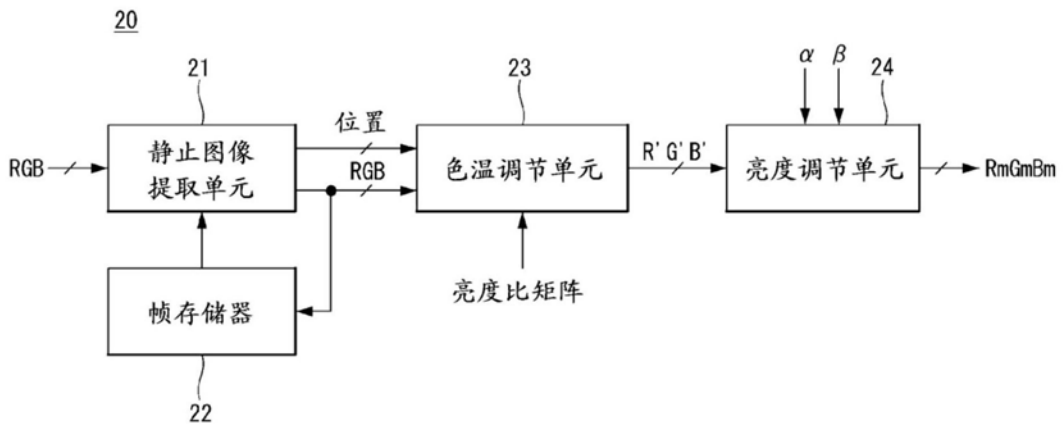 20
21
23
α β 24
RGB
静止图像
提取单元
位置
RGB
色温调节单元
R'G'B'
亮度调节单元
RmGmBm
帧存储器
亮度比矩阵
22